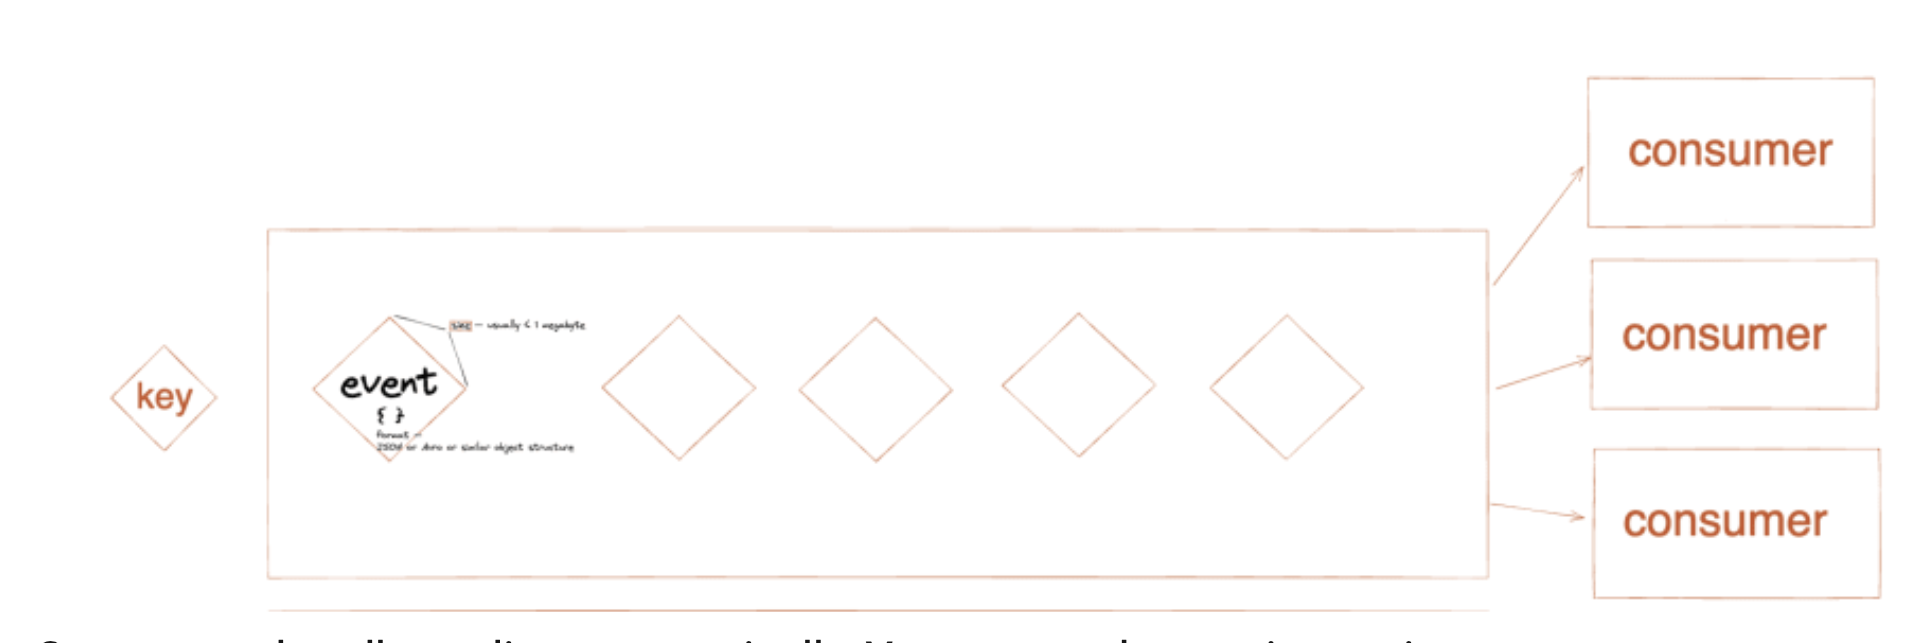 consumer
size — usually < 1 megabyte
consumer
event
key
{ }
format —
JSON or Avro or similar object structure
consumer